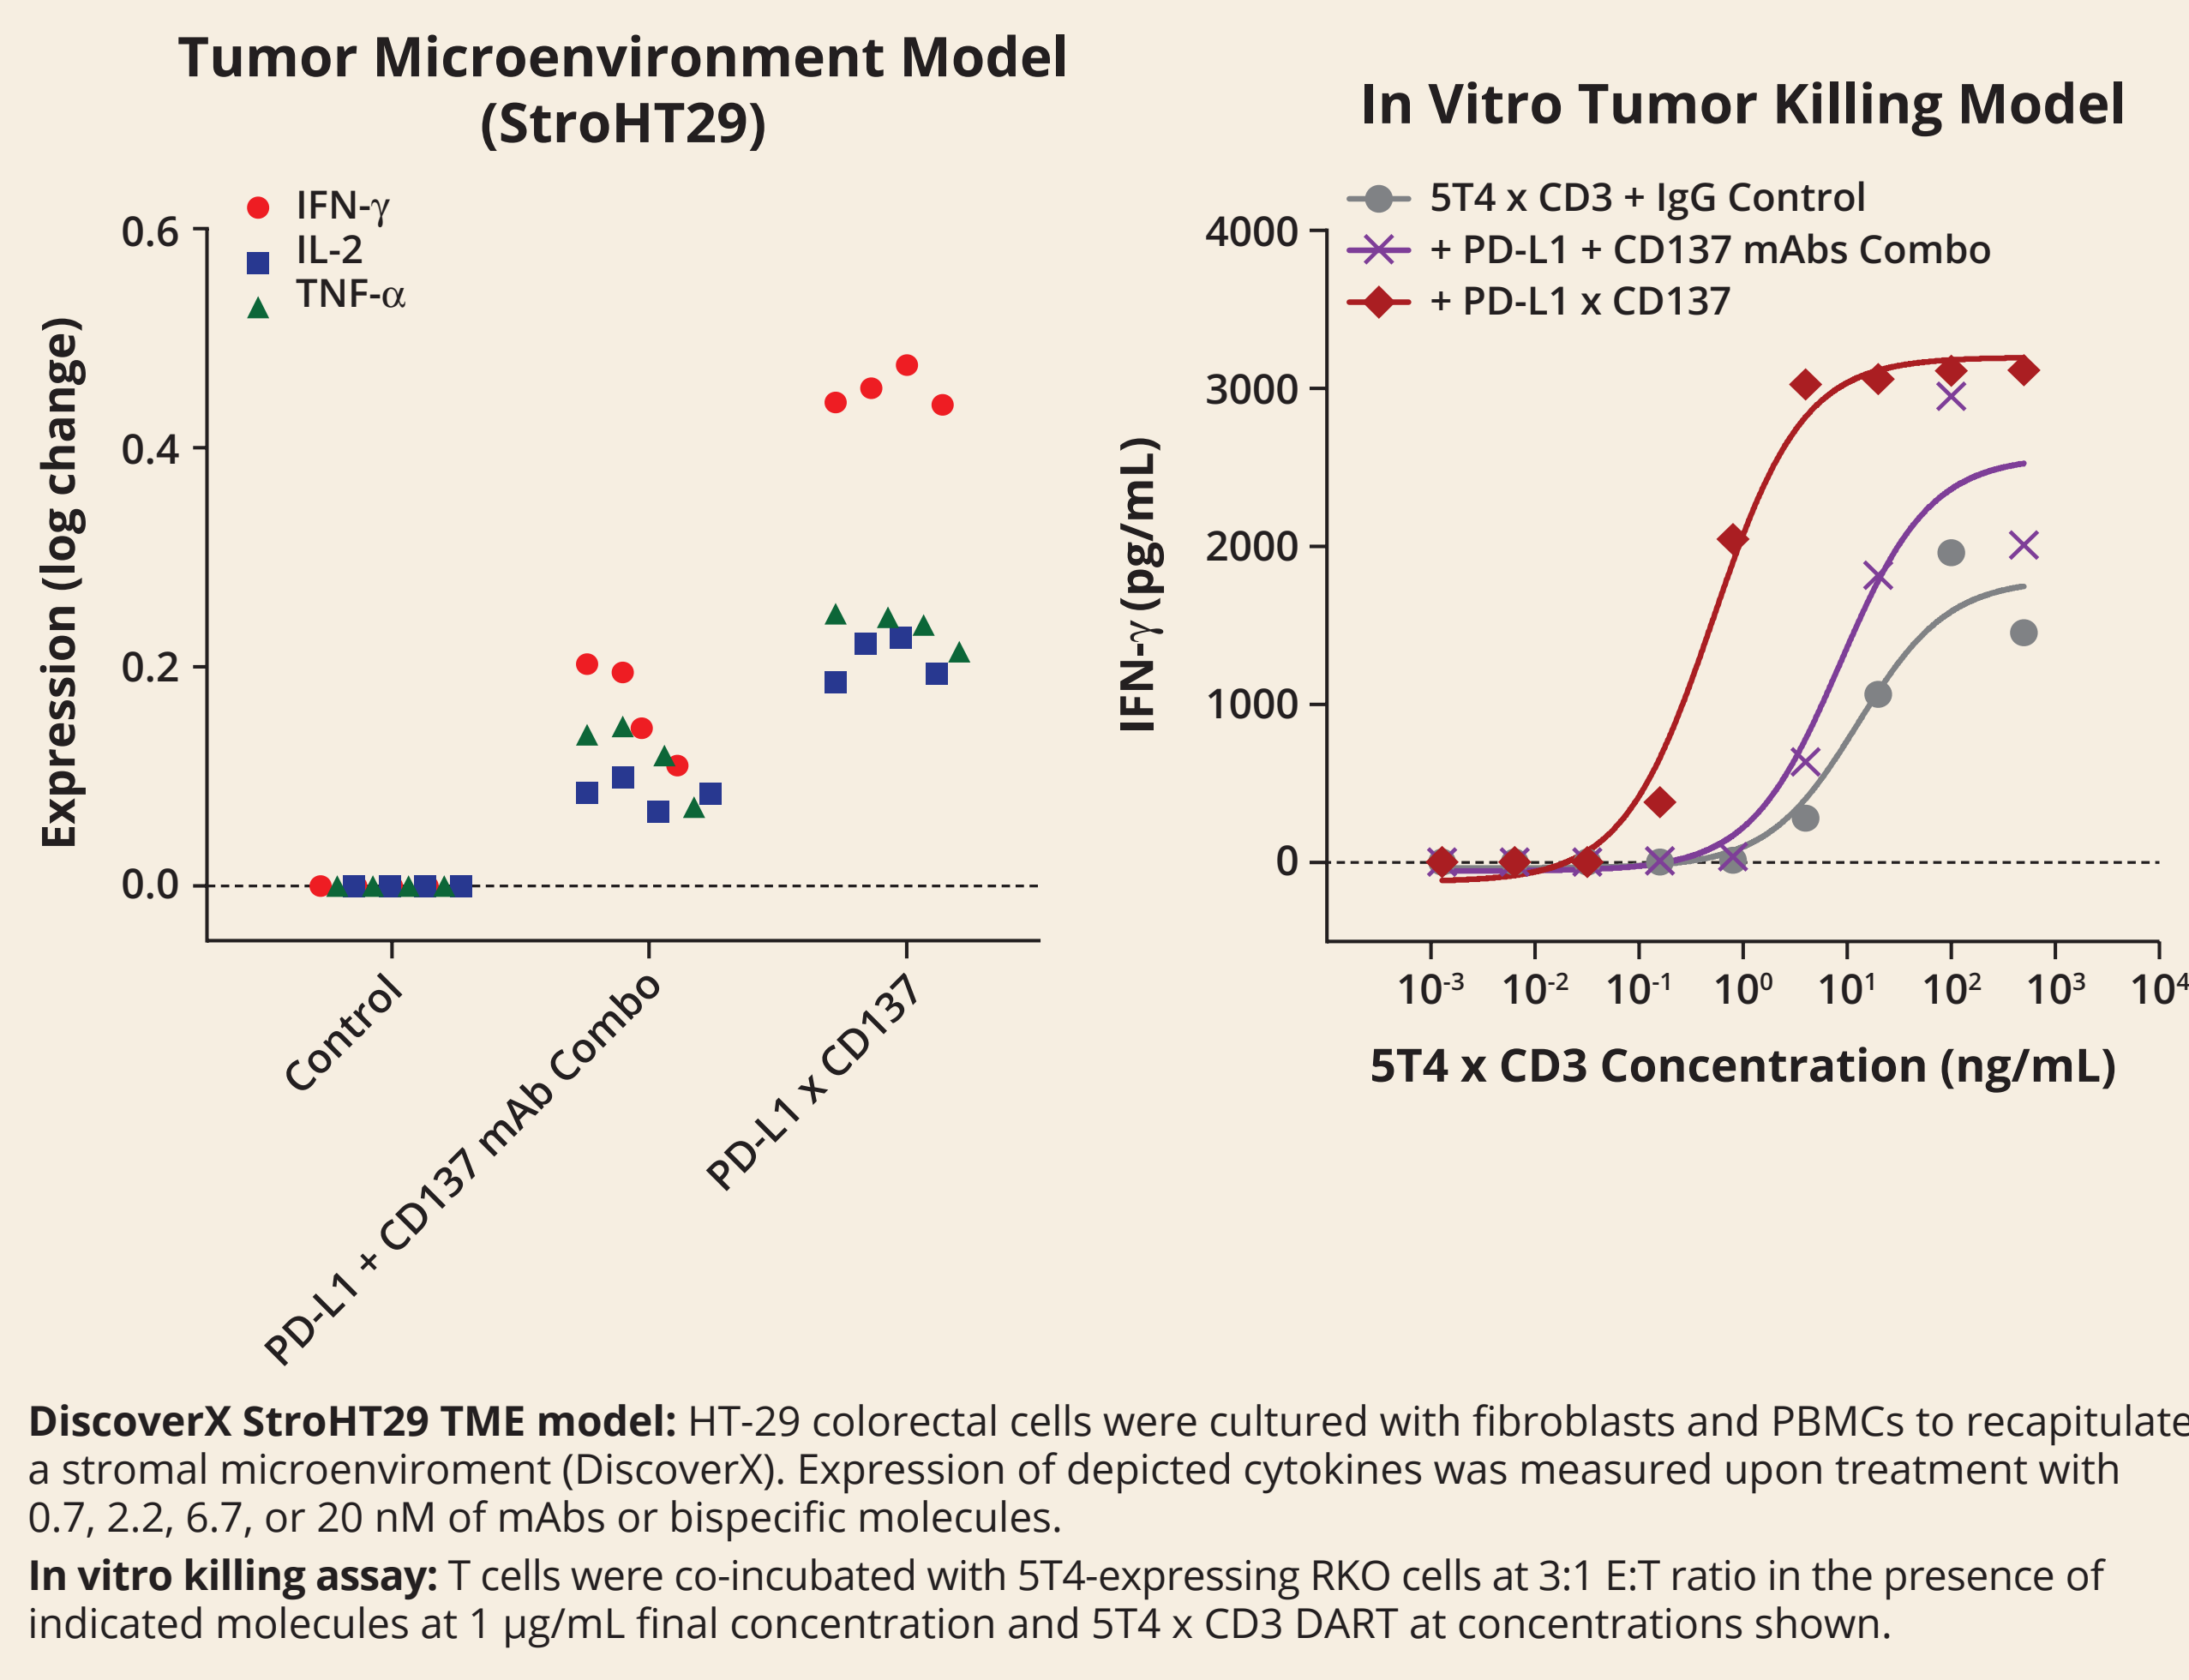 Tumor Microenvironment Model
(StroHT29)
IFN-γ
IL-2
TNF-α
Expression (log change)
0.6
0.4
0.2
0.0
Control
PD-L1 + CD137 mAb Combo
PD-L1 x CD137
In Vitro Tumor Killing Model
5T4 x CD3 + IgG Control
+ PD-L1 + CD137 mAbs Combo
+ PD-L1 x CD137
IFN-γ (pg/mL)
4000
3000
2000
1000
0
10⁻³ 10⁻² 10⁻¹ 10⁰ 10¹ 10² 10³ 10⁴
5T4 x CD3 Concentration (ng/mL)
DiscoverX StroHT29 TME model: HT-29 colorectal cells were cultured with fibroblasts and PBMCs to recapitulate
a stromal microenviroment (DiscoverX). Expression of depicted cytokines was measured upon treatment with
0.7, 2.2, 6.7, or 20 nM of mAbs or bispecific molecules.
In vitro killing assay: T cells were co-incubated with 5T4-expressing RKO cells at 3:1 E:T ratio in the presence of
indicated molecules at 1 µg/mL final concentration and 5T4 x CD3 DART at concentrations shown.